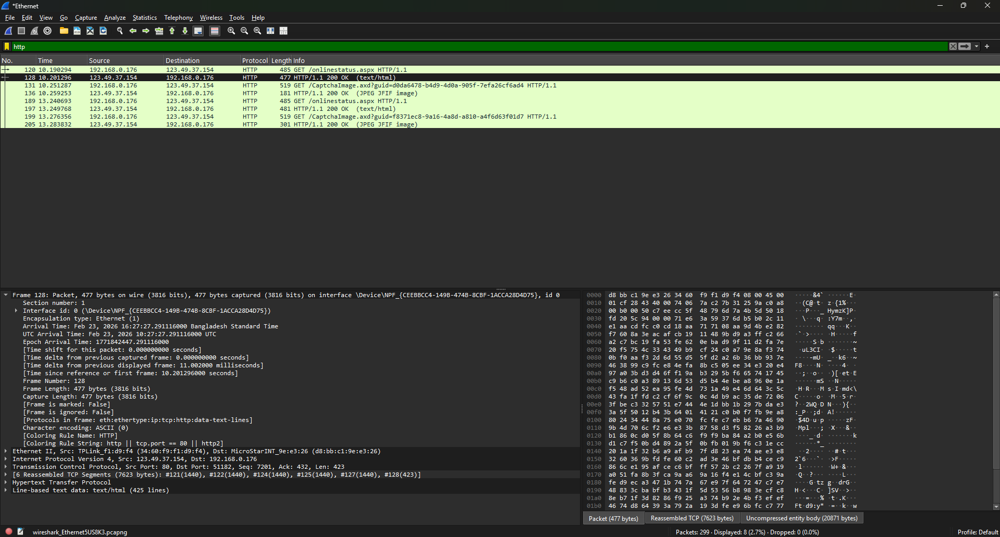 *Ethernet
File Edit View Go Capture Analyze Statistics Telephony Wireless Tools Help
http
No. Time Source Destination Protocol Length Info
120 10.190294 192.168.0.176 123.49.37.154 HTTP 485 GET /onlinestatus.aspx HTTP/1.1
128 10.201296 123.49.37.154 192.168.0.176 HTTP 477 HTTP/1.1 200 OK (text/html)
131 10.251287 192.168.0.176 123.49.37.154 HTTP 519 GET /CaptchaImage.axd?guid=d0da6478-b4d9-4d0a-905f-7efa26cf6ad4 HTTP/1.1
136 10.259253 123.49.37.154 192.168.0.176 HTTP 181 HTTP/1.1 200 OK (JPEG JFIF image)
189 13.240693 192.168.0.176 123.49.37.154 HTTP 485 GET /onlinestatus.aspx HTTP/1.1
197 13.249768 123.49.37.154 192.168.0.176 HTTP 481 HTTP/1.1 200 OK (text/html)
199 13.276356 192.168.0.176 123.49.37.154 HTTP 519 GET /CaptchaImage.axd?guid=f8371ec8-9a16-4a8d-a810-a4f6d63f01d7 HTTP/1.1
205 13.283832 123.49.37.154 192.168.0.176 HTTP 301 HTTP/1.1 200 OK (JPEG JFIF image)
Frame 128: Packet, 477 bytes on wire (3816 bits), 477 bytes captured (3816 bits) on interface \Device\NPF_{CEEBBCC4-149B-474B-8CBF-1ACCA28D4D75}, id 0
Section number: 1
Interface id: 0 (\Device\NPF_{CEEBBCC4-149B-474B-8CBF-1ACCA28D4D75})
Encapsulation type: Ethernet (1)
Arrival Time: Feb 23, 2026 16:27:27.291116000 Bangladesh Standard Time
UTC Arrival Time: Feb 23, 2026 10:27:27.291116000 UTC
Epoch Arrival Time: 1771842447.291116000
[Time shift for this packet: 0.000000000 seconds]
[Time delta from previous captured frame: 0.000000000 seconds]
[Time delta from previous displayed frame: 11.002000 milliseconds]
[Time since reference or first frame: 10.201296000 seconds]
Frame Number: 128
Frame Length: 477 bytes (3816 bits)
Capture Length: 477 bytes (3816 bits)
[Frame is marked: False]
[Frame is ignored: False]
[Protocols in frame: eth:ethertype:ip:tcp:http:data-text-lines]
Character encoding: ASCII (0)
[Coloring Rule Name: HTTP]
[Coloring Rule String: http || tcp.port == 80 || http2]
Ethernet II, Src: TPLink_f1:d9:f4 (34:60:f9:f1:d9:f4), Dst: MicroStarINT_9e:e3:26 (d8:bb:c1:9e:e3:26)
Internet Protocol Version 4, Src: 123.49.37.154, Dst: 192.168.0.176
Transmission Control Protocol, Src Port: 80, Dst Port: 51182, Seq: 7201, Ack: 432, Len: 423
[6 Reassembled TCP Segments (7623 bytes): #121(1440), #122(1440), #124(1440), #125(1440), #127(1440), #128(423)]
Hypertext Transfer Protocol
Line-based text data: text/html (425 lines)
0000 d8 bb c1 9e e3 26 34 60 f9 f1 d9 f4 08 00 45 00
0010 01 cf 28 43 40 00 74 06 7a c2 7b 31 25 9a c0 a8
0020 00 b0 00 50 c7 ee cc 5f 48 79 6d 7a 4b 5d 50 18
0030 fd 20 5c 94 00 00 71 e6 3a 59 37 6d b5 b0 2c 11
0040 e1 aa cd fc c0 cd 18 aa 71 71 08 aa 9d 4b e2 82
0050 f7 60 8a 3e ac af cb 19 11 48 9b d9 a3 ff c2 66
0060 a2 c7 bc 19 fa 53 fe 62 0e ba d9 9f 11 d2 fa 7e
0070 20 f5 75 4c 33 43 49 b9 cf 24 c0 a7 9e 8a f3 74
0080 0b f0 aa f3 2d 6d 55 d5 5f d2 a2 6b 36 bb 93 7e
0090 46 38 99 c9 fc e8 4e fa 8b c5 05 ee 34 e3 20 e4
00a0 97 a0 3b d3 d4 6f f1 9a b3 29 5b f6 65 74 17 45
00b0 c9 b6 c0 a3 89 13 6d 53 d5 b4 4e be a8 96 0e 1a
00c0 f5 48 ad 52 ea 95 fe 4d 73 1a 49 e4 6d 64 3c 5c
00d0 43 fa 1f fd c2 cf 6f 9c 0c 4d b9 ac 35 de 72 06
00e0 3f be c3 32 57 51 e7 44 4e 1d bb 1b 29 7b da e3
00f0 3a 5f 50 12 b4 3b 64 01 41 21 c0 b0 f7 fb 9e a8
0100 80 24 34 44 8a 75 e0 70 fc fe c7 eb b6 7a 46 90
0110 9b 4d 70 6c f2 e6 e3 3b 87 58 d3 f5 82 26 a3 b9
0120 b1 86 0c d0 5f 8b 64 c6 f9 f9 ba 84 a2 b0 e5 6b
0130 d1 c7 f5 0b d4 89 2a 5f 0b fb 01 9b f6 c3 1e cc
0140 20 1a 1f 32 b6 a9 af b9 7f d8 23 ea 74 ae e3 e8
0150 32 60 36 9b fd fe 60 c2 ad 3e 46 bf db b4 ce c9
0160 86 6c e1 95 af ce c6 bf ff 57 2b c2 26 7f a9 19
0170 a0 51 fa 8b 3f ca 9a a6 9a 16 f4 e1 4c bf c3 9a
0180 fe d9 ec a3 47 1b 74 7a 67 e9 7f 64 72 47 c7 e7
0190 48 83 3c ba bf b3 43 1f 5d 53 56 b8 98 3e cf c8
01a0 8e b7 1f 3d 82 86 f9 25 a3 74 b9 2e 4b f3 ef ef
01b0 46 74 d8 64 39 3a 79 2a 19 3d fe e9 6b fc c7 77
Packet (477 bytes) Reassembled TCP (7623 bytes) Uncompressed entity body (20871 bytes)
wireshark_Ethernet5US8K3.pcapng Packets: 299 · Displayed: 8 (2.7%) · Dropped: 0 (0.0%) Profile: Default